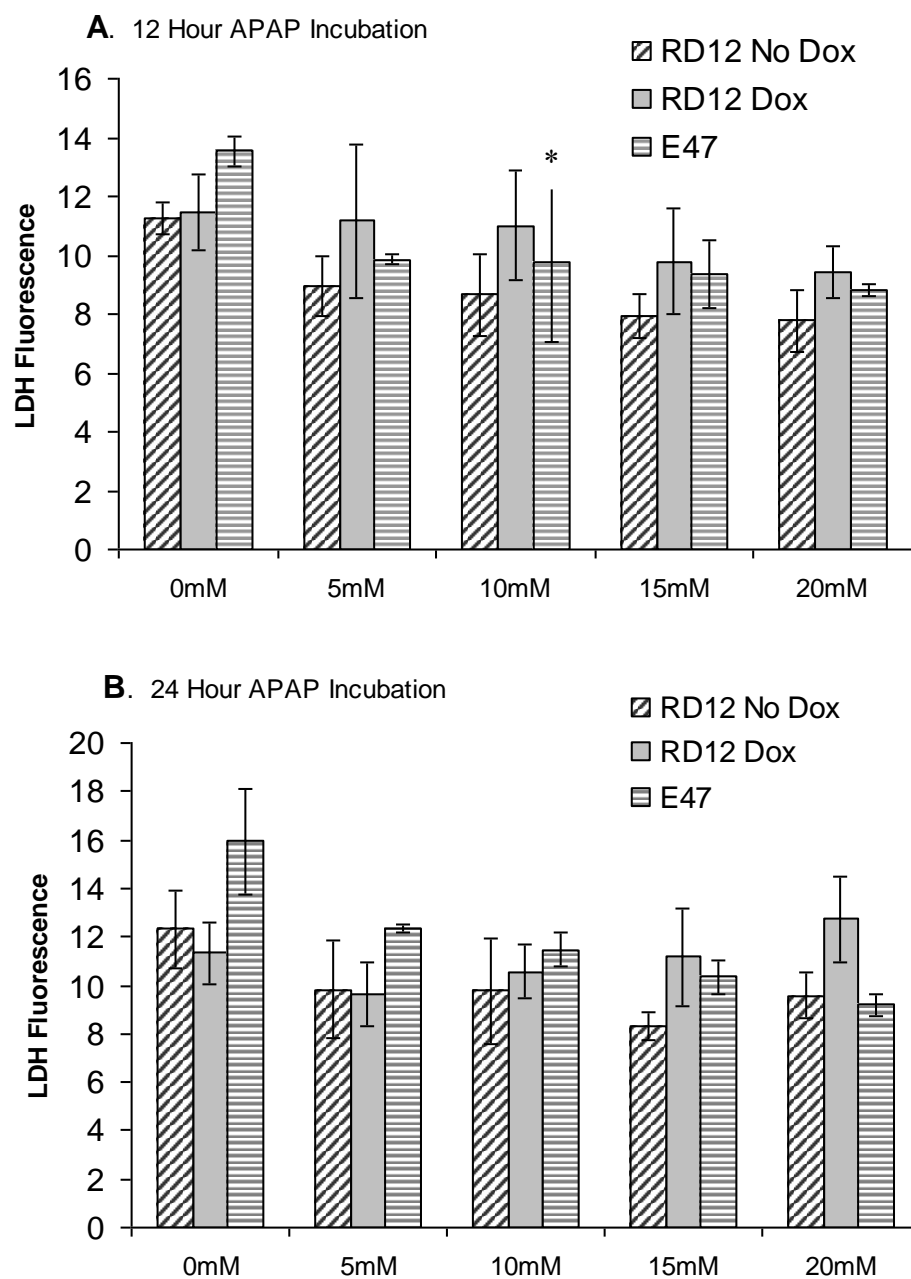 A. 12 Hour APAP Incubation
RD12 No Dox
RD12 Dox
E47
16
14
12
10
8
6
4
2
0
LDH Fluorescence
*
0mM 5mM 10mM 15mM 20mM
B. 24 Hour APAP Incubation
RD12 No Dox
RD12 Dox
E47
20
18
16
14
12
10
8
6
4
2
0
LDH Fluorescence
0mM 5mM 10mM 15mM 20mM